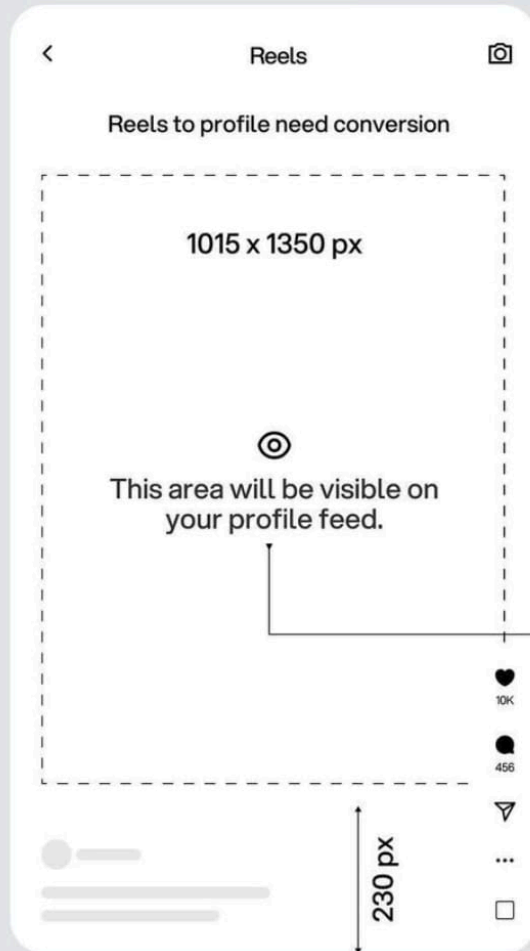 Reels
Reels to profile need conversion
1015 x 1350 px
This area will be visible on
your profile feed.
10K
456
230 px